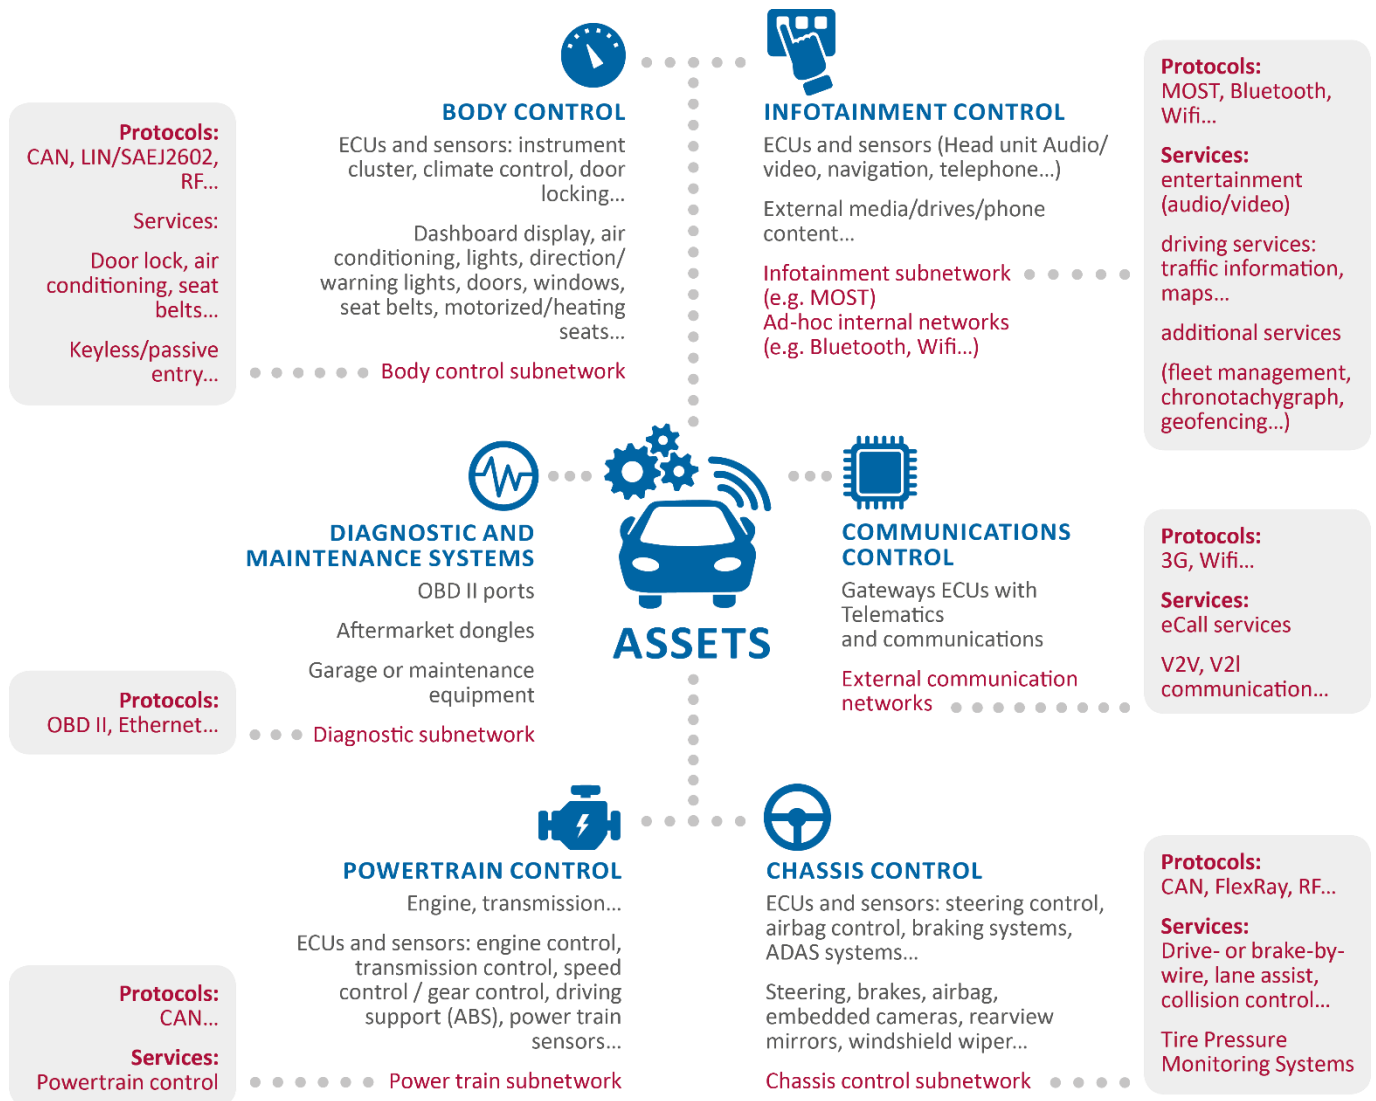 BODY CONTROL
ECUs and sensors: instrument
cluster, climate control, door
locking...
Dashboard display, air
conditioning, lights, direction/
warning lights, doors, windows,
seat belts, motorized/heating
seats...
Body control subnetwork
Protocols:
CAN, LIN/SAEJ2602,
RF...
Services:
Door lock, air
conditioning, seat
belts...
Keyless/passive
entry...
INFOTAINMENT CONTROL
ECUs and sensors (Head unit Audio/
video, navigation, telephone...)
External media/drives/phone
content...
Infotainment subnetwork
(e.g. MOST)
Ad-hoc internal networks
(e.g. Bluetooth, Wifi...)
Protocols:
MOST, Bluetooth,
Wifi...
Services:
entertainment
(audio/video)
driving services:
traffic information,
maps...
additional services
(fleet management,
chronotachygraph,
geofencing...)
DIAGNOSTIC AND
MAINTENANCE SYSTEMS
OBD II ports
Aftermarket dongles
Garage or maintenance
equipment
Diagnostic subnetwork
Protocols:
OBD II, Ethernet...
ASSETS
COMMUNICATIONS
CONTROL
Gateways ECUs with
Telematics
and communications
External communication
networks
Protocols:
3G, Wifi...
Services:
eCall services
V2V, V2I
communication...
POWERTRAIN CONTROL
Engine, transmission...
ECUs and sensors: engine control,
transmission control, speed
control / gear control, driving
support (ABS), power train
sensors...
Power train subnetwork
Protocols:
CAN...
Services:
Powertrain control
CHASSIS CONTROL
ECUs and sensors: steering control,
airbag control, braking systems,
ADAS systems...
Steering, brakes, airbag,
embedded cameras, rearview
mirrors, windshield wiper...
Chassis control subnetwork
Protocols:
CAN, FlexRay, RF...
Services:
Drive- or brake-by-
wire, lane assist,
collision control...
Tire Pressure
Monitoring Systems